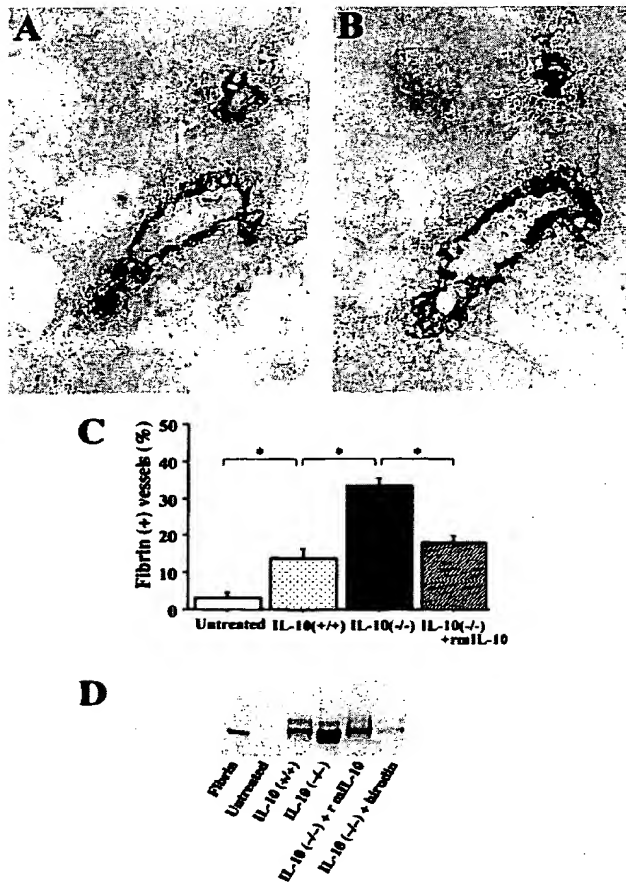 A
B
C
Fibrin (+) vessels (%)
50
40
30
20
10
0
* * *
Untreated IL-10(+/+) IL-10(-/-) IL-10(-/-)
+rmIL-10
D
Fibrin
Untreated
IL-10 (+/+)
IL-10 (-/-)
IL-10 (-/-) + rmIL-10
IL-10 (-/-) + hirudin